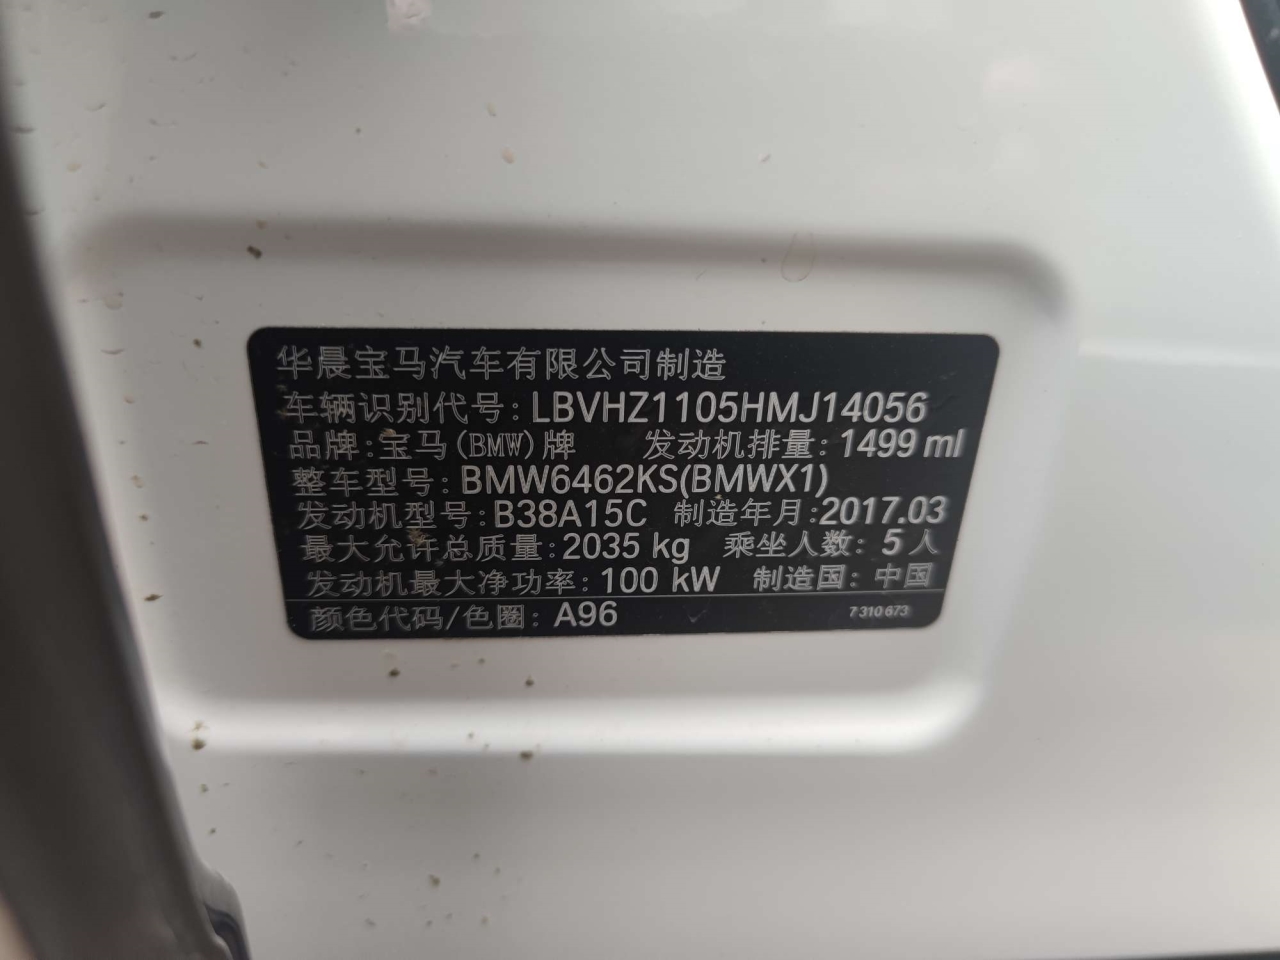 华晨宝马汽车有限公司制造
车辆识别代号: LBVHZ1105HMJ14056
品牌:宝马(BMW)牌 发动机排量:1499 ml
整车型号:BMW6462KS(BMWX1)
发动机型号:B38A15C 制造年月:2017.03
最大允许总质量:2035 kg 乘坐人数: 5人
发动机最大净功率:100 kW 制造国: 中国
颜色代码/色圈: A96 7 310 673